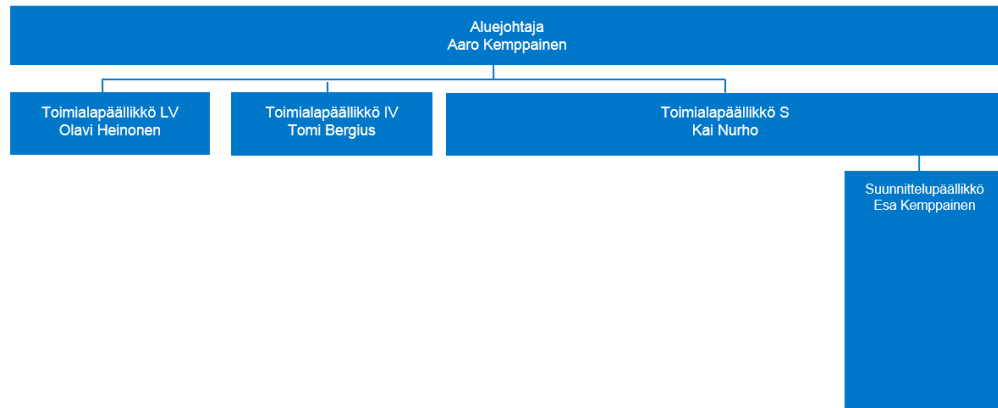 Aluejohtaja
Aaro Kemppainen
Toimialapäällikkö LV
Olavi Heinonen
Toimialapäällikkö IV
Tomi Bergius
Toimialapäällikkö S
Kai Nurho
Suunnittelupäällikkö
Esa Kemppainen